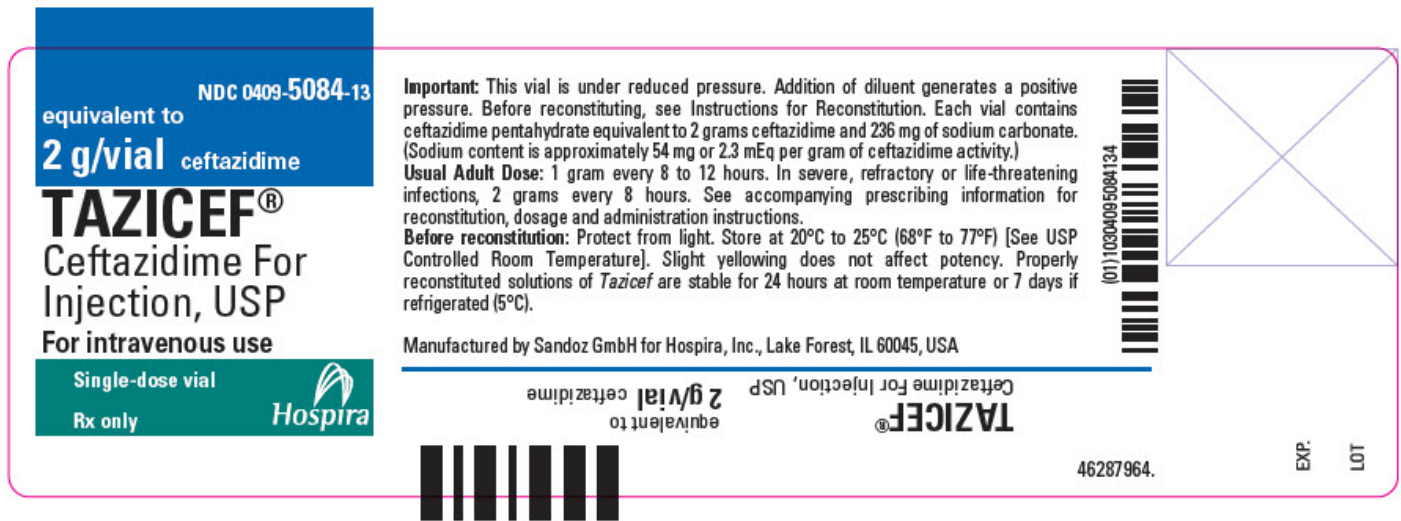 NDC 0409-5084-13
equivalent to
2 g/vial ceftazidime
TAZICEF®
Ceftazidime For
Injection, USP
For intravenous use
Single-dose vial
Rx only
Hospira
Important: This vial is under reduced pressure. Addition of diluent generates a positive
pressure. Before reconstituting, see Instructions for Reconstitution. Each vial contains
ceftazidime pentahydrate equivalent to 2 grams ceftazidime and 236 mg of sodium carbonate.
(Sodium content is approximately 54 mg or 2.3 mEq per gram of ceftazidime activity.)
Usual Adult Dose: 1 gram every 8 to 12 hours. In severe, refractory or life-threatening
infections, 2 grams every 8 hours. See accompanying prescribing information for
reconstitution, dosage and administration instructions.
Before reconstitution: Protect from light. Store at 20°C to 25°C (68°F to 77°F) [See USP
Controlled Room Temperature]. Slight yellowing does not affect potency. Properly
reconstituted solutions of Tazicef are stable for 24 hours at room temperature or 7 days if
refrigerated (5°C).
Manufactured by Sandoz GmbH for Hospira, Inc., Lake Forest, IL 60045, USA
TAZICEF®
Ceftazidime For Injection, USP
equivalent to
2 g/vial ceftazidime
(01)10304095084134
46287964.
EXP.
LOT